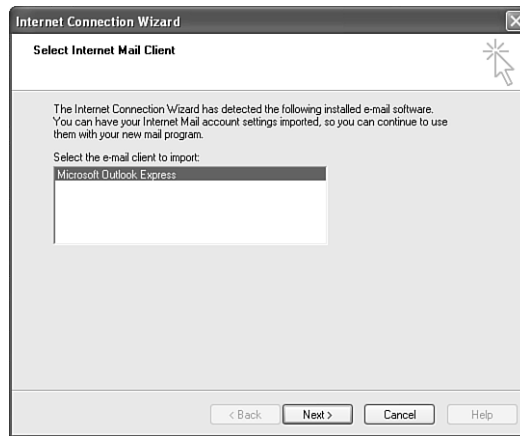 Internet Connection Wizard
Select Internet Mail Client
The Internet Connection Wizard has detected the following installed e-mail software.
You can have your Internet Mail account settings imported, so you can continue to use
them with your new mail program.
Select the e-mail client to import:
Microsoft Outlook Express
< Back Next > Cancel Help